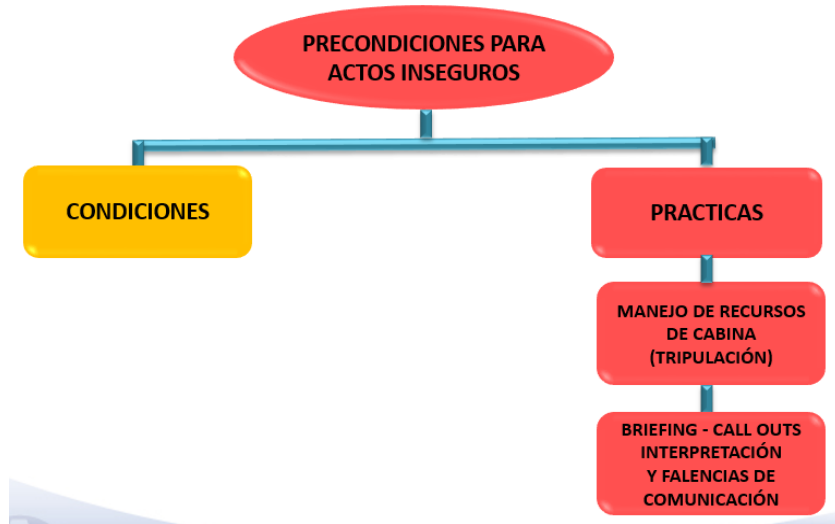 PRECONDICIONES PARA
ACTOS INSEGUROS
CONDICIONES
PRACTICAS
MANEJO DE RECURSOS
DE CABINA
(TRIPULACIÓN)
BRIEFING - CALL OUTS
INTERPRETACIÓN
Y FALENCIAS DE
COMUNICACIÓN